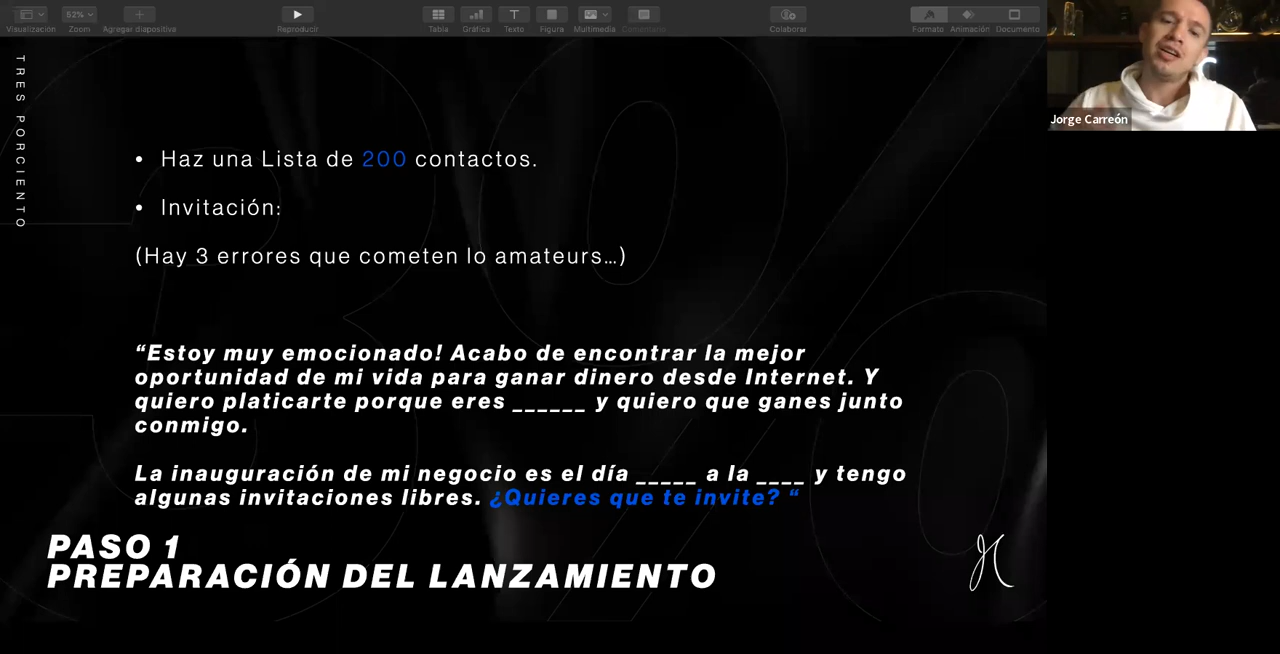 Visualización
52%
Zoom
Agregar diapositiva
Reproducir
Tabla
Gráfica
Texto
Figura
Multimedia
Comentario
Colaborar
Formato
Animación
Documento
TRES PORCIENTO
Jorge Carreón
• Haz una Lista de 200 contactos.
• Invitación:
(Hay 3 errores que cometen lo amateurs…)
“Estoy muy emocionado! Acabo de encontrar la mejor
oportunidad de mi vida para ganar dinero desde Internet. Y
quiero platicarte porque eres ______ y quiero que ganes junto
conmigo.
La inauguración de mi negocio es el día _____ a la ____ y tengo
algunas invitaciones libres. ¿Quieres que te invite? “
PASO 1
PREPARACIÓN DEL LANZAMIENTO